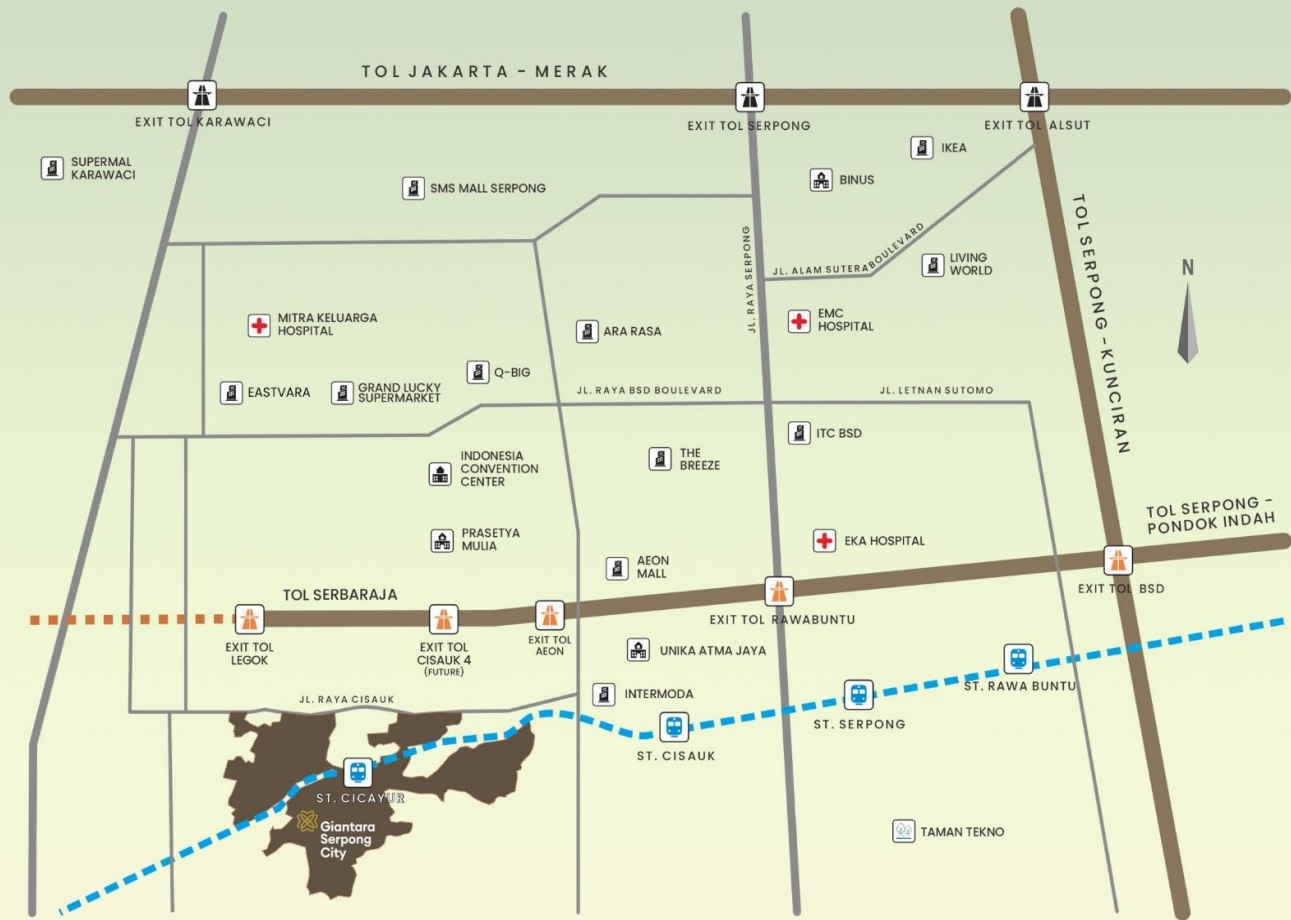 TOL JAKARTA - MERAK
EXIT TOL KARAWACI
EXIT TOL SERPONG
EXIT TOL ALSUT
SUPERMAL
KARAWACI
SMS MALL SERPONG
BINUS
IKEA
JL. RAYA SERPONG
JL. ALAM SUTERA BOULEVARD
LIVING
WORLD
TOL SERPONG - KUNCIRAN
N
MITRA KELUARGA
HOSPITAL
ARA RASA
EMC
HOSPITAL
EASTVARA
GRAND LUCKY
SUPERMARKET
Q-BIG
JL. RAYA BSD BOULEVARD
JL. LETNAN SUTOMO
INDONESIA
CONVENTION
CENTER
THE
BREEZE
ITC BSD
PRASETYA
MULIA
AEON
MALL
EKA HOSPITAL
TOL SERPONG -
PONDOK INDAH
TOL SERBARAJA
EXIT TOL
LEGOK
EXIT TOL
CISAUK 4
(FUTURE)
EXIT TOL
AEON
EXIT TOL RAWABUNTU
EXIT TOL BSD
UNIKA ATMA JAYA
INTERMODA
JL. RAYA CISAUK
ST. CISAUK
ST. SERPONG
ST. RAWA BUNTU
ST. CICAYUR
Giantara
Serpong
City
TAMAN TEKNO